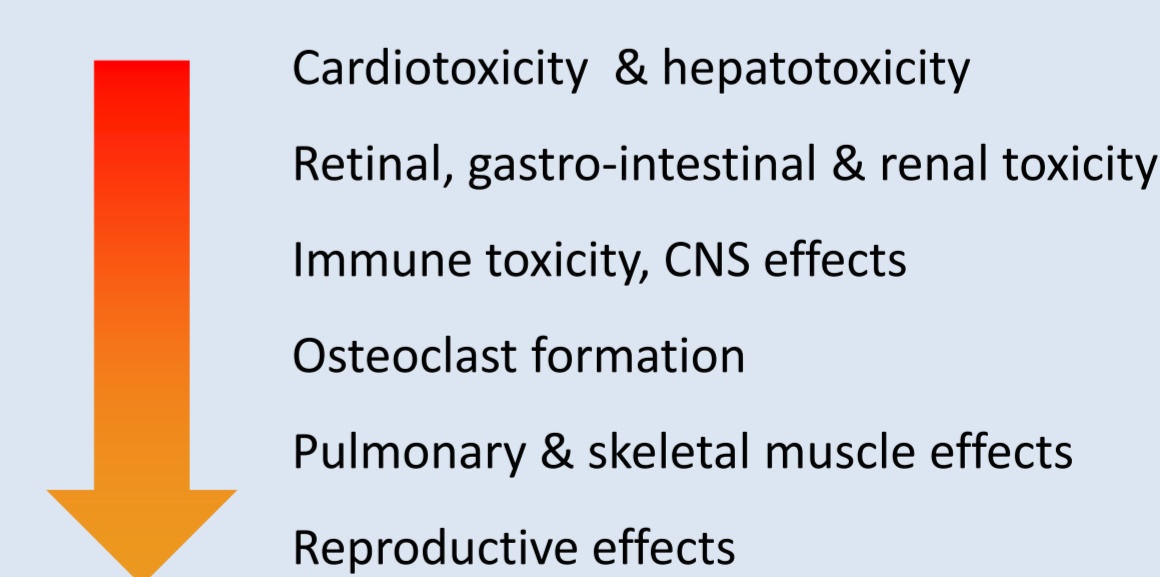 Cardiotoxicity & hepatotoxicity
Retinal, gastro-intestinal & renal toxicity
Immune toxicity, CNS effects
Osteoclast formation
Pulmonary & skeletal muscle effects
Reproductive effects